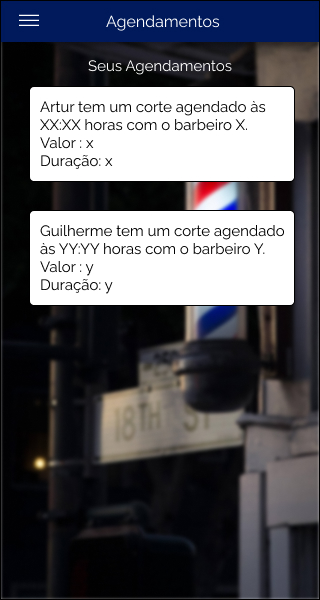 Agendamentos
Seus Agendamentos
Artur tem um corte agendado às
XX:XX horas com o barbeiro X.
Valor : x
Duração: x
Guilherme tem um corte agendado
às YY:YY horas com o barbeiro Y.
Valor : y
Duração: y
18TH ST